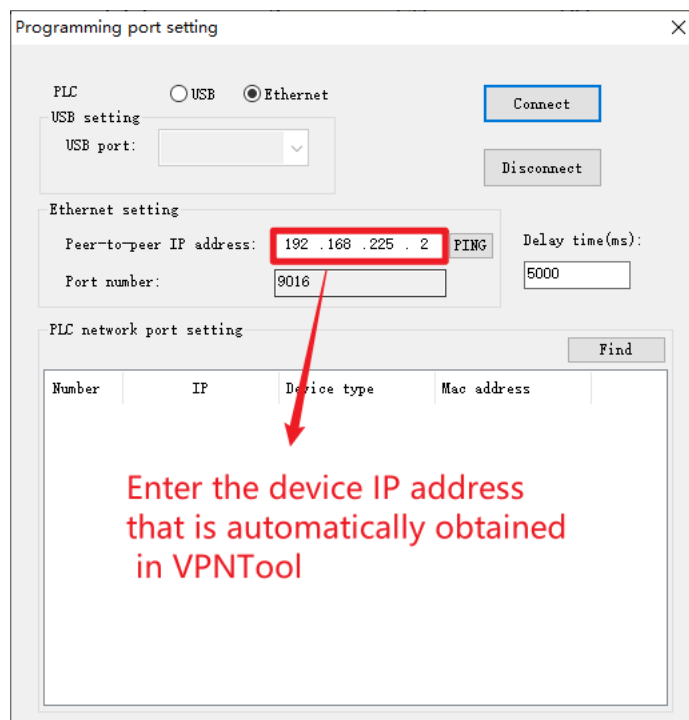 Programming port setting
PLC USB Ethernet
Connect
USB setting
USB port:
Disconnect
Ethernet setting
Peer-to-peer IP address: 192 .168 .225 . 2 PING Delay time(ms):
Port number: 9016 5000
PLC network port setting
Find
Number IP Device type Mac address
Enter the device IP address
that is automatically obtained
in VPNTool